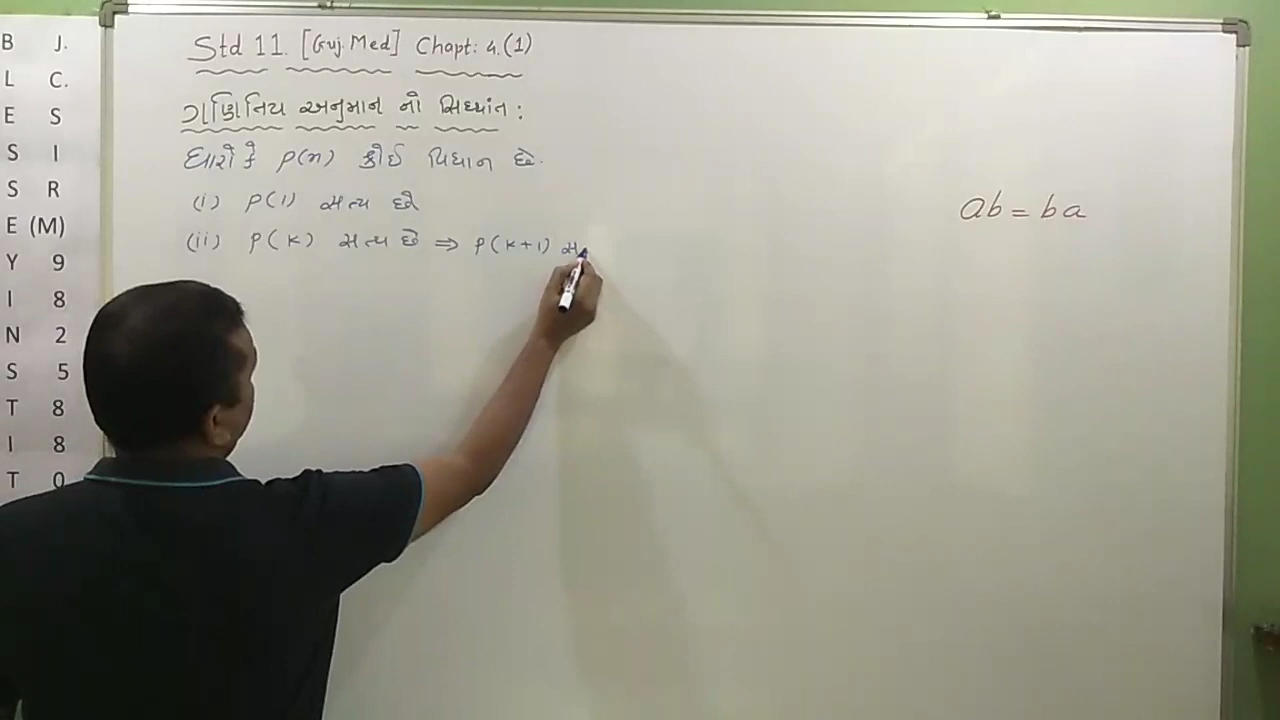 B J.
L C.
E S
S I
S R
E (M)
Y 9
I 8
N 2
S 5
T 8
I 8
T 0
Std 11. [Guj. Med] Chapt: 4.(1)
ગાણિતિય અનુમાન નો સિધ્ધાંત :
ધારો કે P(n) કોઈ વિધાન છે.
(i) P(1) સત્ય છે
(ii) P(K) સત્ય છે ⇒ P(K+1) સ
ab = ba